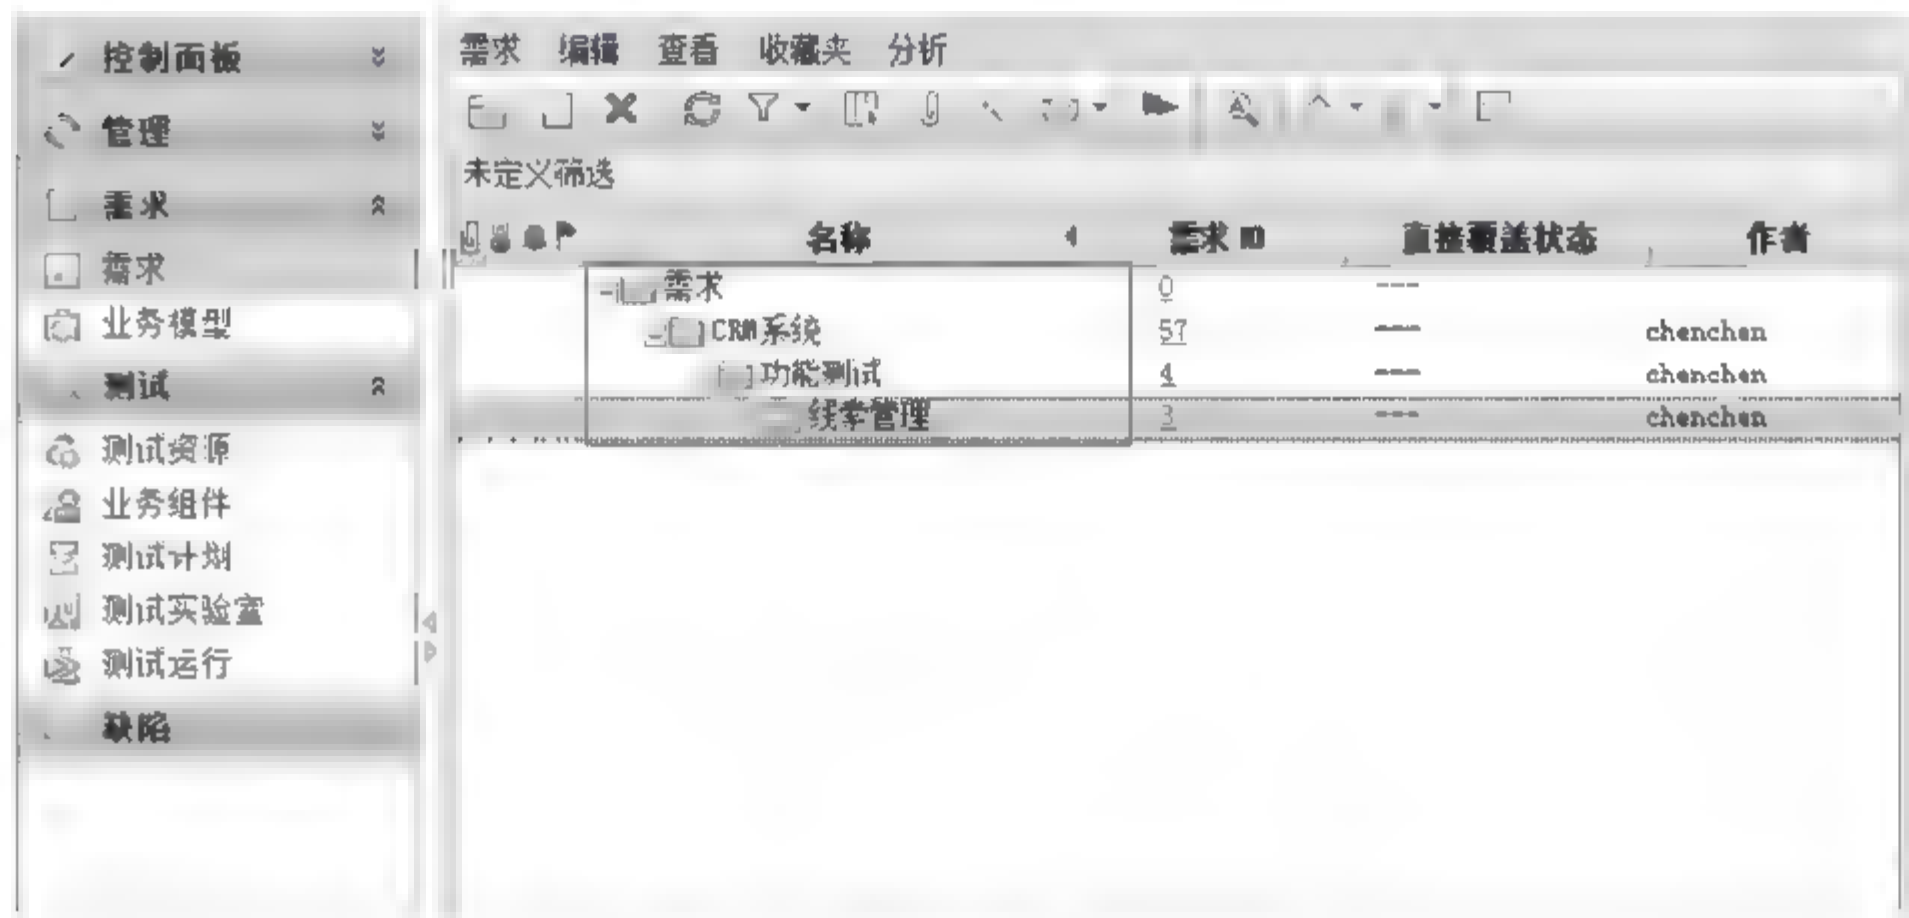 控制面板
管理
需求
需求
业务模型
测试
测试资源
业务组件
测试计划
测试实验室
测试运行
缺陷
需求 编辑 查看 收藏夹 分析
未定义筛选
名称 需求 ID 直接覆盖状态 作者
需求 0 ---
CRM系统 57 --- chenchen
功能测试 4 --- chenchen
线索管理 3 --- chenchen